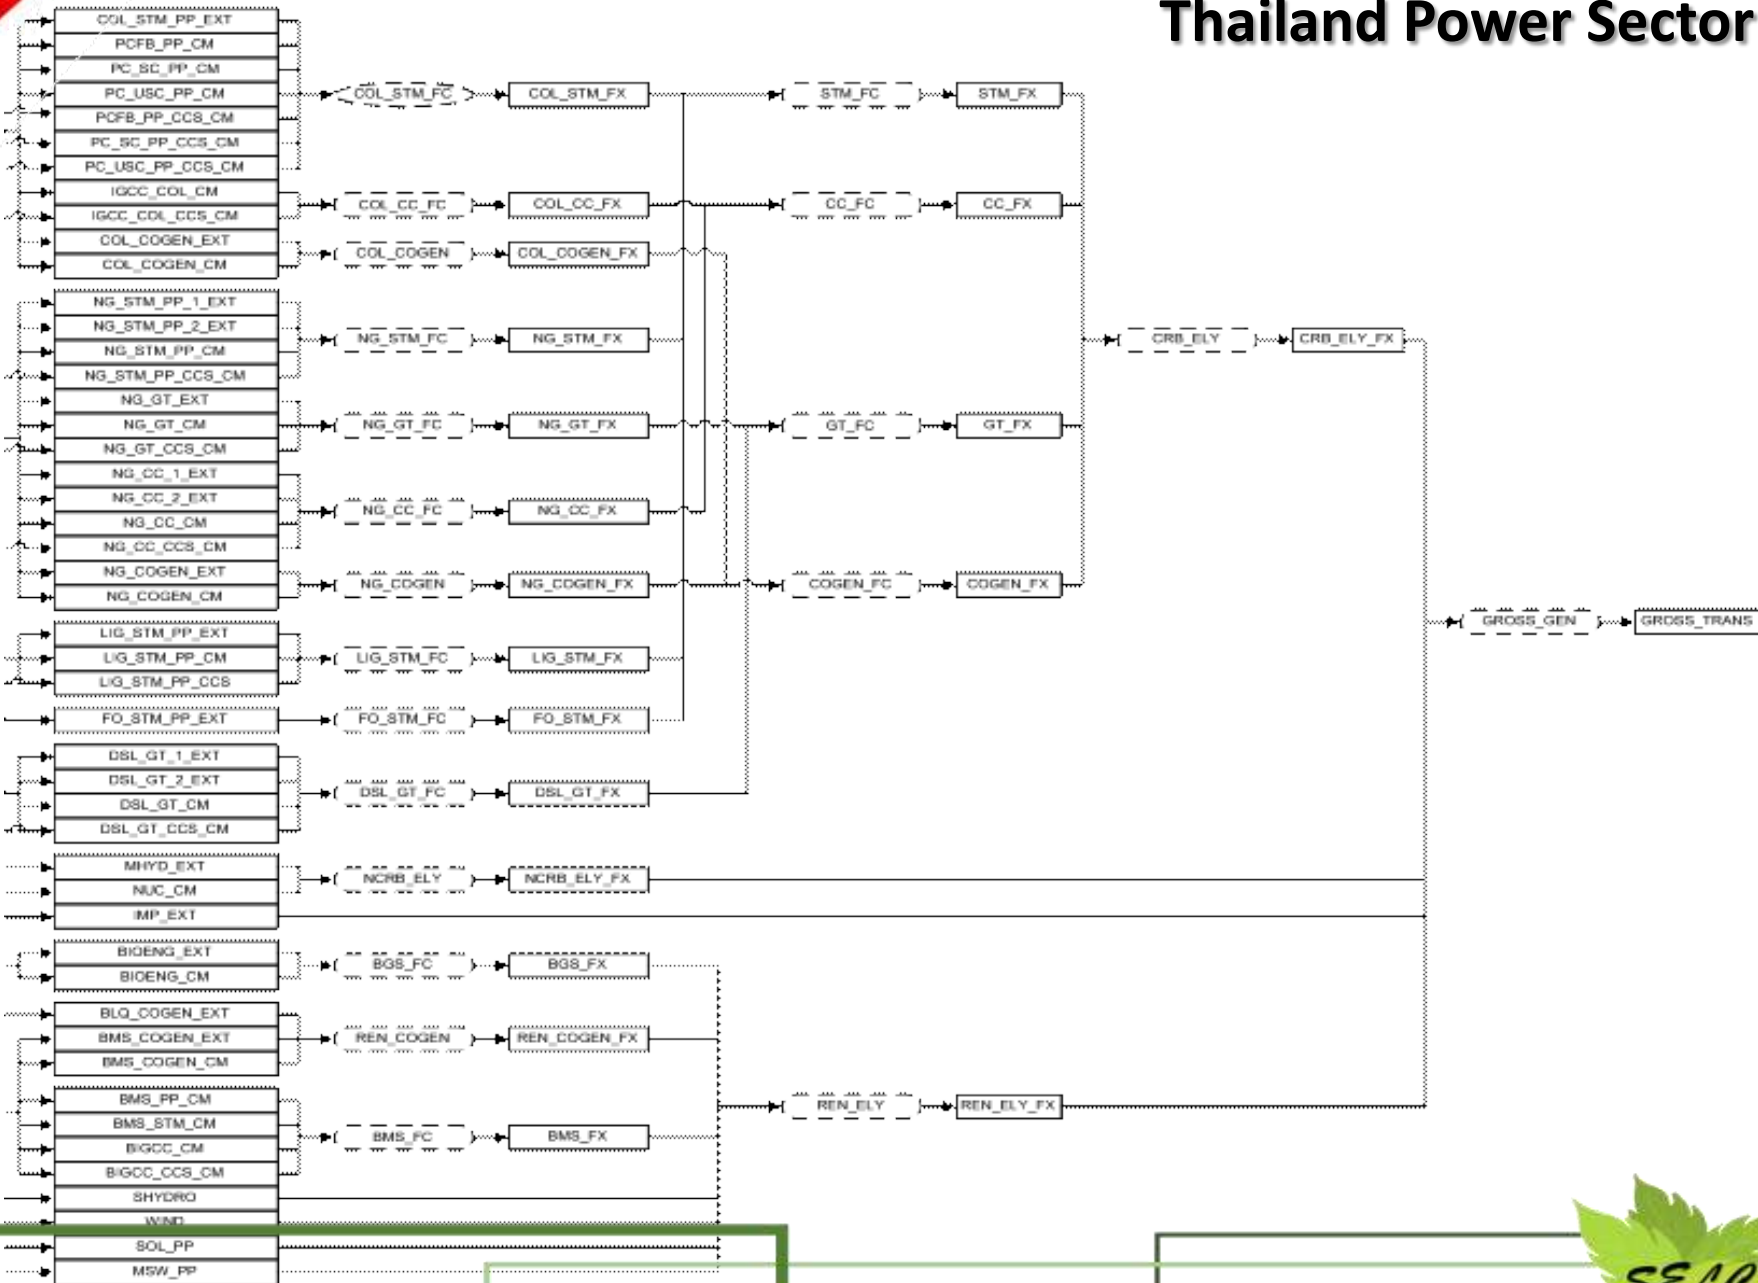 Thailand Power Sector
COL_STM_PP_EXT
PCFB_PP_CM
PC_SC_PP_CM
PC_USC_PP_CM COL_STM_FC COL_STM_FX STM_FC STM_FX
PCFB_PP_CCS_CM
PC_SC_PP_CCS_CM
PC_USC_PP_CCS_CM
IGCC_COL_CM
COL_CC_FC COL_CC_FX CC_FC CC_FX
IGCC_COL_CCS_CM
COL_COGEN_EXT
COL_COGEN COL_COGEN_FX
COL_COGEN_CM
NG_STM_PP_1_EXT
NG_STM_PP_2_EXT
NG_STM_FC NG_STM_FX CRB_ELY CRB_ELY_FX
NG_STM_PP_CM
NG_STM_PP_CCS_CM
NG_GT_EXT
NG_GT_CM NG_GT_FC NG_GT_FX GT_FC GT_FX
NG_GT_CCS_CM
NG_CC_1_EXT
NG_CC_2_EXT
NG_CC_FC NG_CC_FX
NG_CC_CM
NG_CC_CCS_CM
NG_COGEN_EXT
NG_COGEN NG_COGEN_FX COGEN_FC COGEN_FX
NG_COGEN_CM
GROSS_GEN GROSS_TRANS
LIG_STM_PP_EXT
LIG_STM_PP_CM LIG_STM_FC LIG_STM_FX
LIG_STM_PP_CCS
FO_STM_PP_EXT FO_STM_FC FO_STM_FX
DSL_GT_1_EXT
DSL_GT_2_EXT
DSL_GT_FC DSL_GT_FX
DSL_GT_CM
DSL_GT_CCS_CM
MHYD_EXT
NCRB_ELY NCRB_ELY_FX
NUC_CM
IMP_EXT
BIOENG_EXT
BGS_FC BGS_FX
BIOENG_CM
BLQ_COGEN_EXT
BMS_COGEN_EXT REN_COGEN REN_COGEN_FX
BMS_COGEN_CM
BMS_PP_CM
REN_ELY REN_ELY_FX
BMS_STM_CM
BMS_FC BMS_FX
BIGCC_CM
BIGCC_CCS_CM
SHYDRO
WIND
SOL_PP
MSW_PP